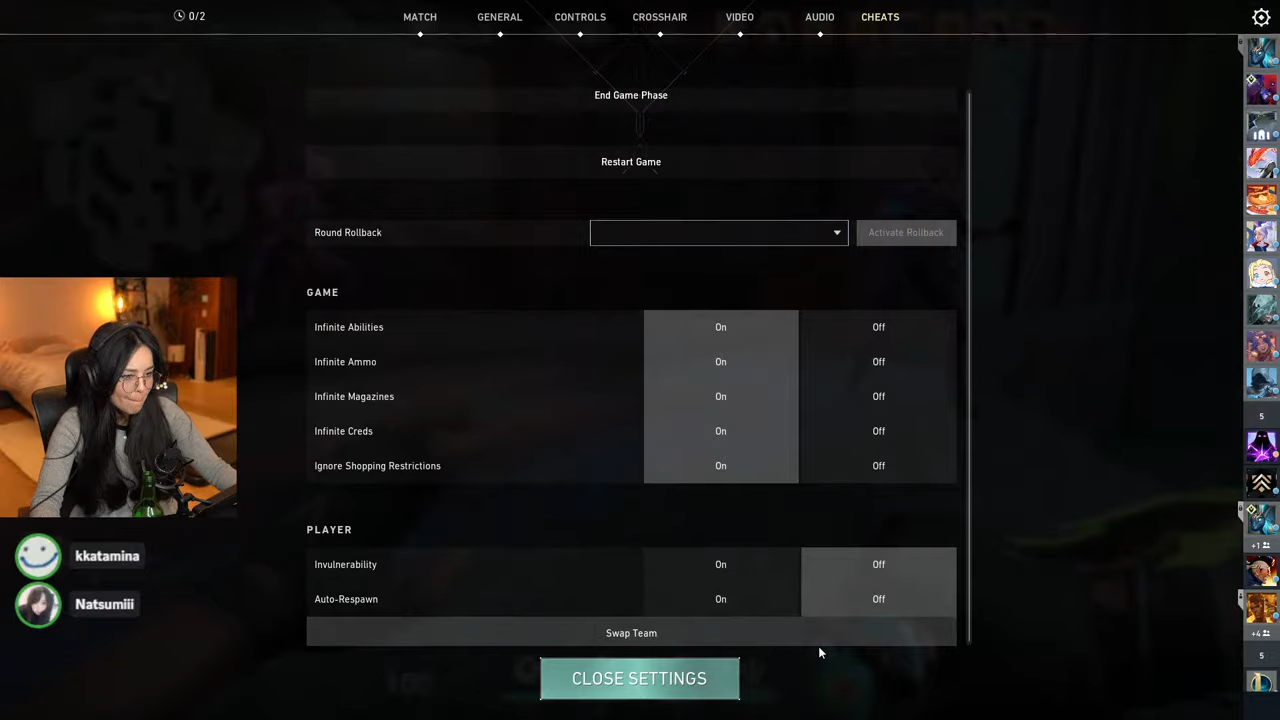 0/2
MATCH
GENERAL
CONTROLS
CROSSHAIR
VIDEO
AUDIO
CHEATS
End Game Phase
Restart Game
Round Rollback
Activate Rollback
GAME
Infinite Abilities On Off
Infinite Ammo On Off
Infinite Magazines On Off
Infinite Creds On Off
Ignore Shopping Restrictions On Off
PLAYER
Invulnerability On Off
Auto-Respawn On Off
Swap Team
CLOSE SETTINGS
kkatamina
Natsumiii
5
+1
+4
5